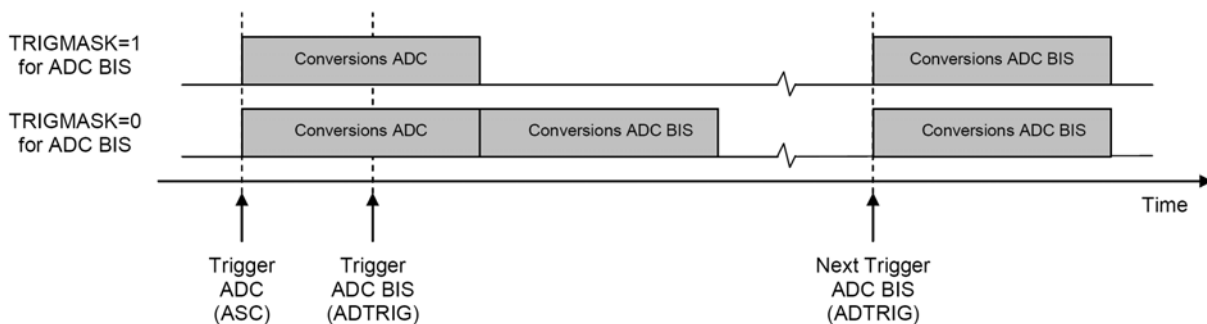 TRIGMASK=1
for ADC BIS
Conversions ADC
Conversions ADC BIS
TRIGMASK=0
for ADC BIS
Conversions ADC
Conversions ADC BIS
Conversions ADC BIS
Time
Trigger
ADC
(ASC)
Trigger
ADC BIS
(ADTRIG)
Next Trigger
ADC BIS
(ADTRIG)